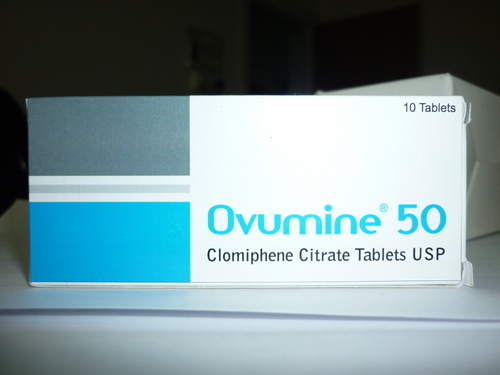 10 Tablets
Ovumine® 50
Clomiphene Citrate Tablets USP